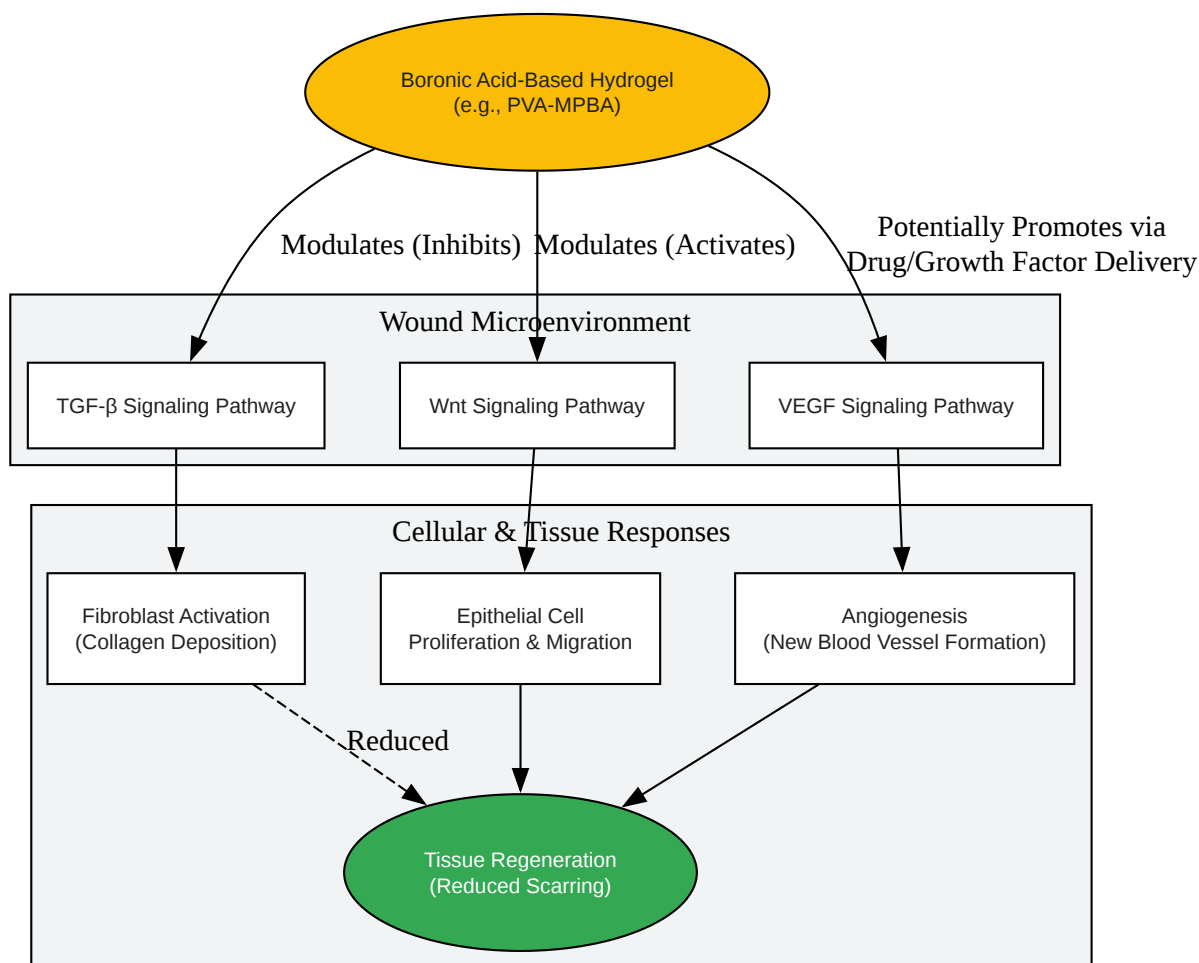 Boronic Acid-Based Hydrogel
(e.g., PVA-MPBA)
Modulates (Inhibits)
Modulates (Activates)
Potentially Promotes via
Drug/Growth Factor Delivery
Wound Microenvironment
TGF-β Signaling Pathway
Wnt Signaling Pathway
VEGF Signaling Pathway
Cellular & Tissue Responses
Fibroblast Activation
(Collagen Deposition)
Epithelial Cell
Proliferation & Migration
Angiogenesis
(New Blood Vessel Formation)
Reduced
Tissue Regeneration
(Reduced Scarring)